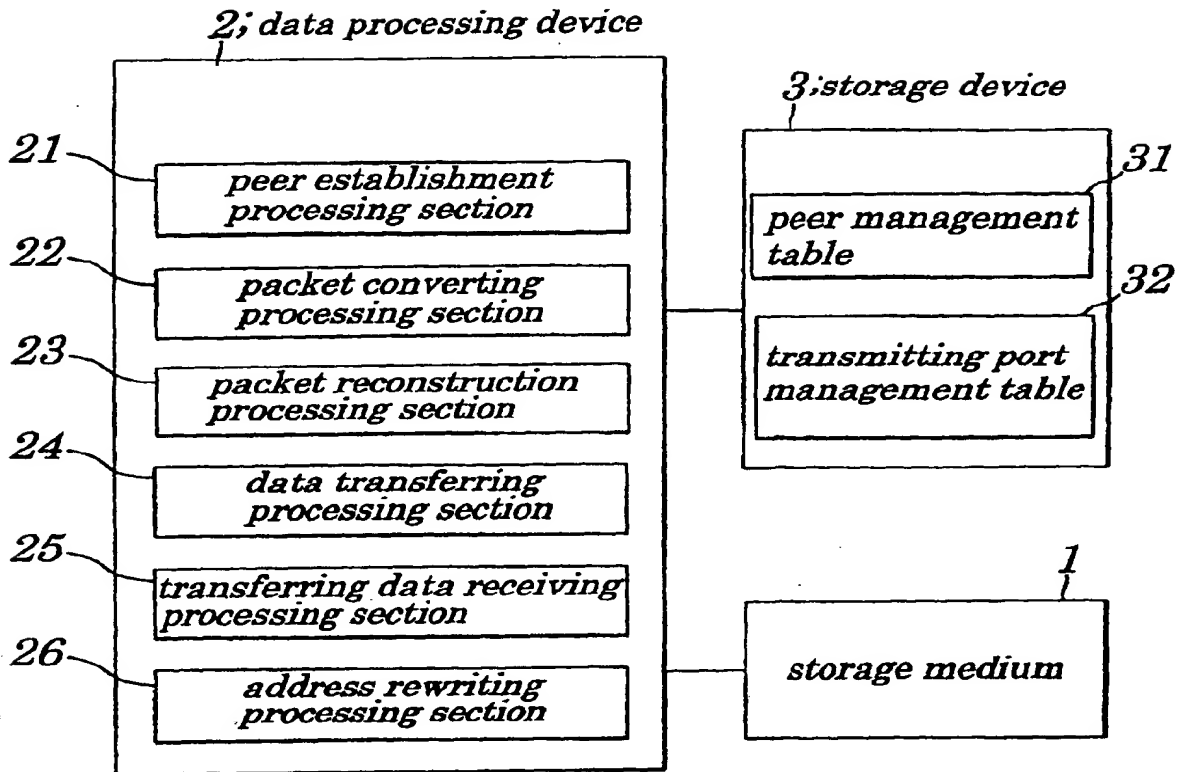 2; data processing device
21
peer establishment
processing section
22
packet converting
processing section
23
packet reconstruction
processing section
24
data transferring
processing section
25
transferring data receiving
processing section
26
address rewriting
processing section
3;storage device
31
peer management
table
32
transmitting port
management table
1
storage medium